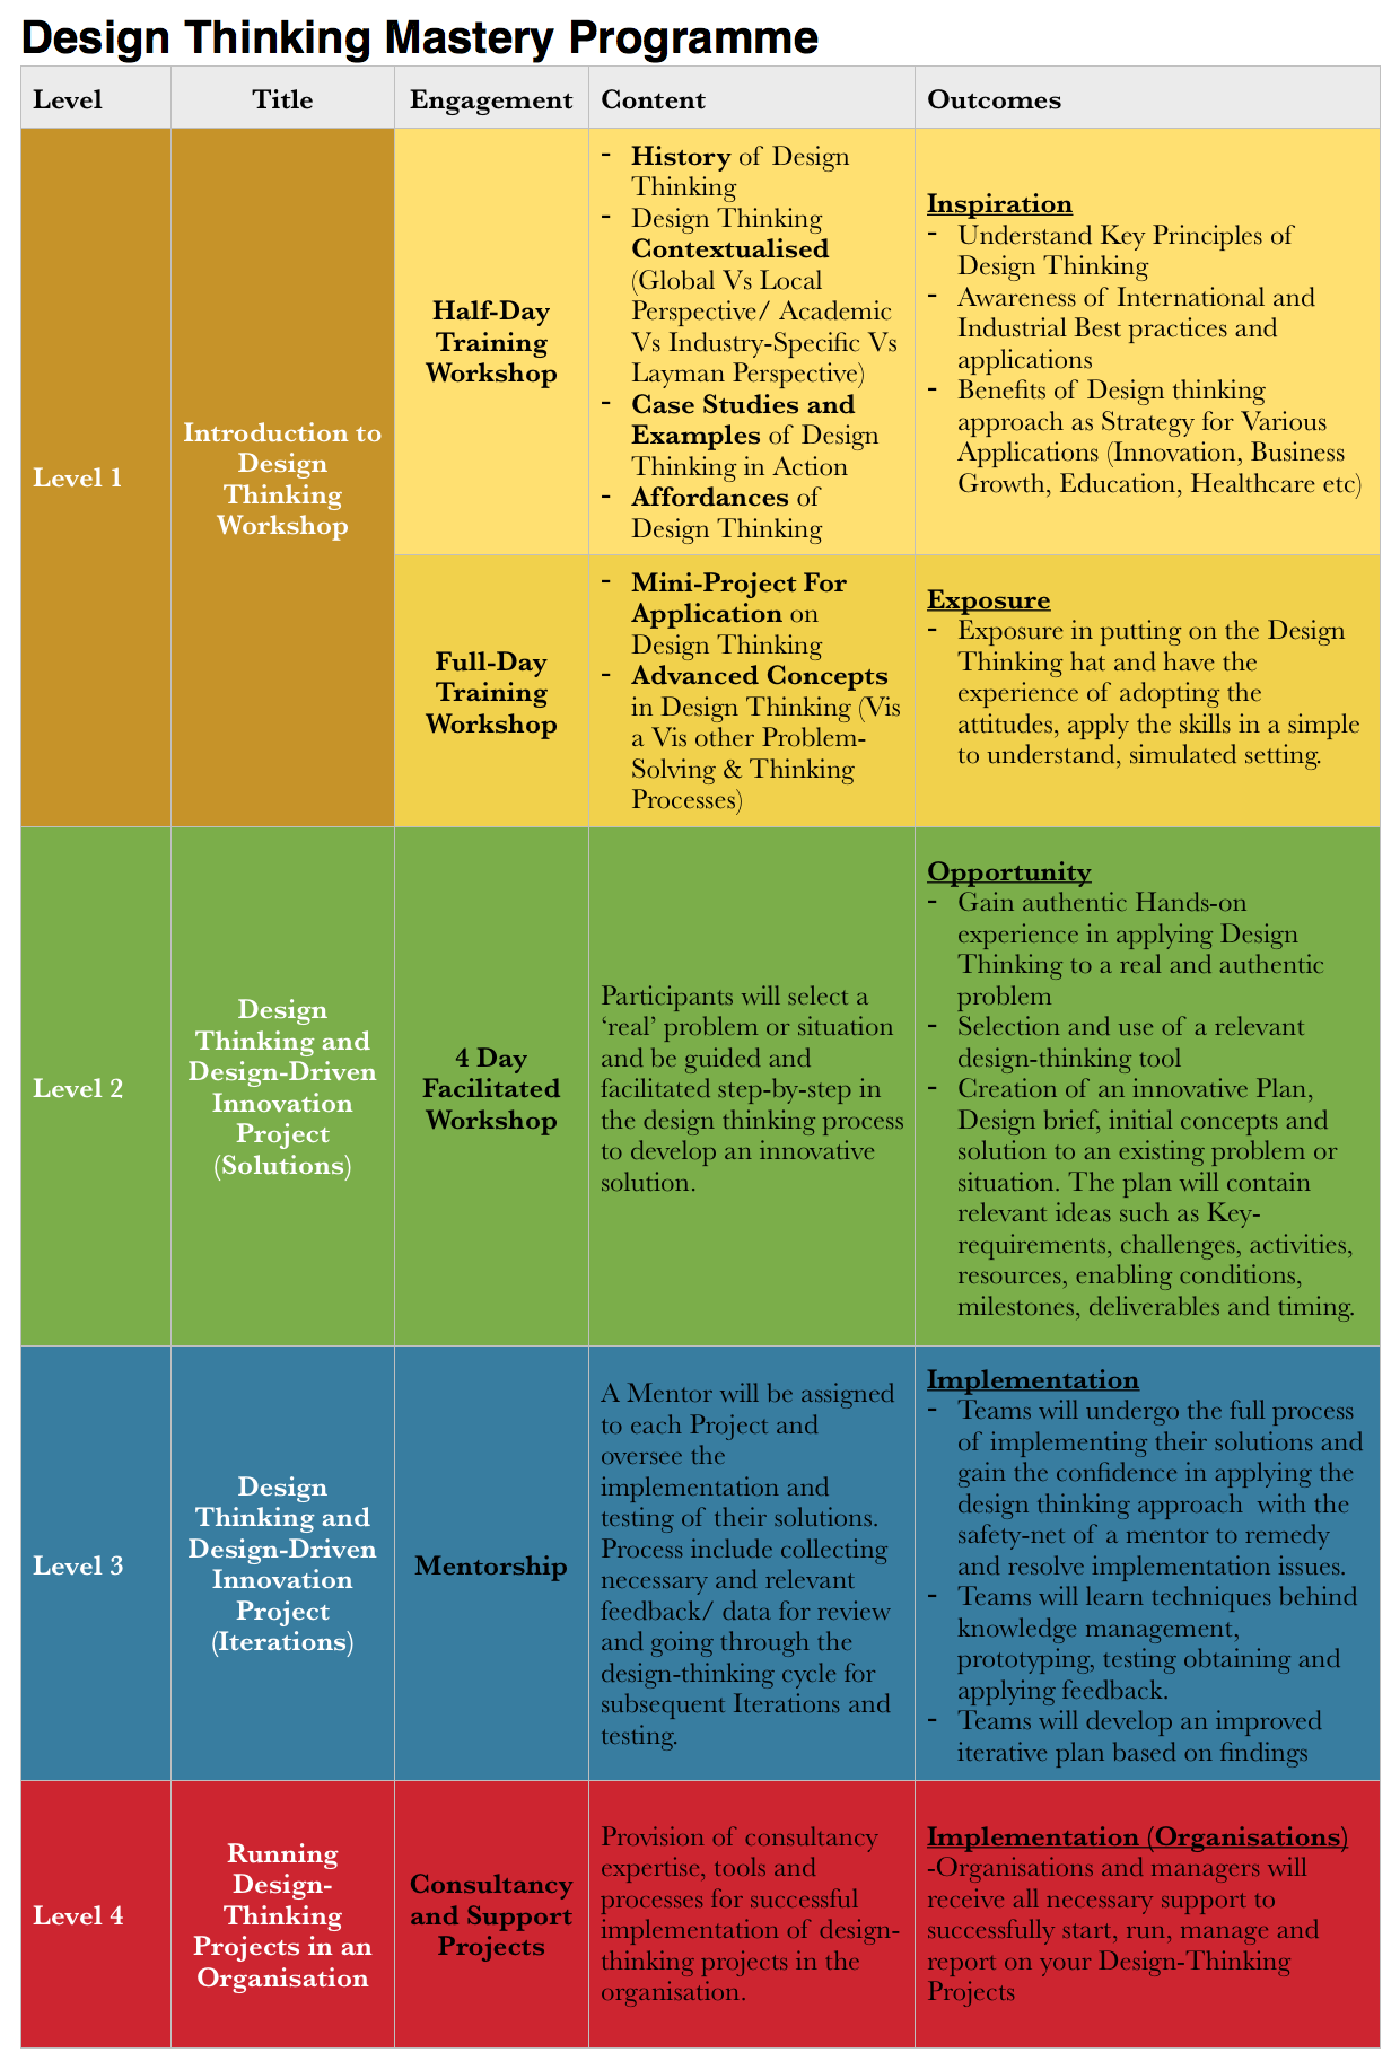 Design Thinking Mastery Programme
Level
Title
Engagement
Content
Outcomes
Level 1
Introduction to
Design
Thinking
Workshop
Half-Day
Training
Workshop
- History of Design
Thinking
- Design Thinking
Contextualised
(Global Vs Local
Perspective/ Academic
Vs Industry-Specific Vs
Layman Perspective)
- Case Studies and
Examples of Design
Thinking in Action
- Affordances of
Design Thinking
Inspiration
- Understand Key Principles of
Design Thinking
- Awareness of International and
Industrial Best practices and
applications
- Benefits of Design thinking
approach as Strategy for Various
Applications (Innovation, Business
Growth, Education, Healthcare etc)
Full-Day
Training
Workshop
- Mini-Project For
Application on
Design Thinking
- Advanced Concepts
in Design Thinking (Vis
a Vis other Problem-
Solving & Thinking
Processes)
Exposure
- Exposure in putting on the Design
Thinking hat and have the
experience of adopting the
attitudes, apply the skills in a simple
to understand, simulated setting.
Level 2
Design
Thinking and
Design-Driven
Innovation
Project
(Solutions)
4 Day
Facilitated
Workshop
Participants will select a
‘real’ problem or situation
and be guided and
facilitated step-by-step in
the design thinking process
to develop an innovative
solution.
Opportunity
- Gain authentic Hands-on
experience in applying Design
Thinking to a real and authentic
problem
- Selection and use of a relevant
design-thinking tool
- Creation of an innovative Plan,
Design brief, initial concepts and
solution to an existing problem or
situation. The plan will contain
relevant ideas such as Key-
requirements, challenges, activities,
resources, enabling conditions,
milestones, deliverables and timing.
Level 3
Design
Thinking and
Design-Driven
Innovation
Project
(Iterations)
Mentorship
A Mentor will be assigned
to each Project and
oversee the
implementation and
testing of their solutions.
Process include collecting
necessary and relevant
feedback/ data for review
and going through the
design-thinking cycle for
subsequent Iterations and
testing.
Implementation
- Teams will undergo the full process
of implementing their solutions and
gain the confidence in applying the
design thinking approach with the
safety-net of a mentor to remedy
and resolve implementation issues.
- Teams will learn techniques behind
knowledge management,
prototyping, testing obtaining and
applying feedback.
- Teams will develop an improved
iterative plan based on findings
Level 4
Running
Design-
Thinking
Projects in an
Organisation
Consultancy
and Support
Projects
Provision of consultancy
expertise, tools and
processes for successful
implementation of design-
thinking projects in the
organisation.
Implementation (Organisations)
-Organisations and managers will
receive all necessary support to
successfully start, run, manage and
report on your Design-Thinking
Projects